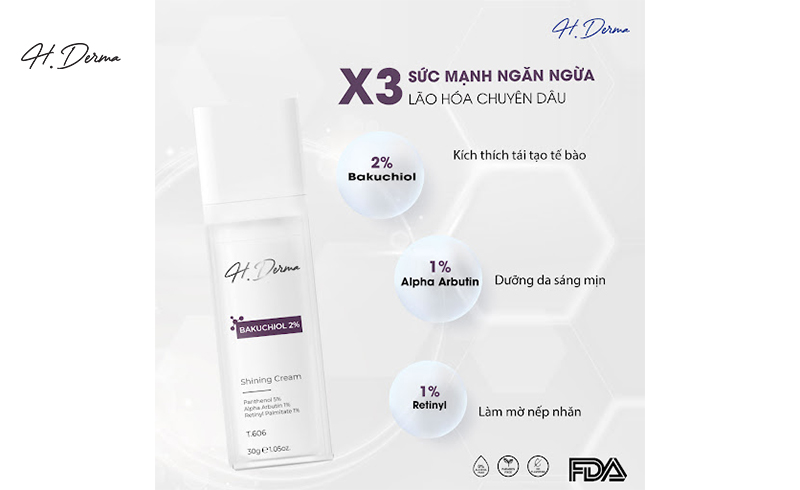 H. Derma
H. Derma
X3 SỨC MẠNH NGĂN NGỪA
LÃO HÓA CHUYÊN DÂU
2%
Bakuchiol
Kích thích tái tạo tế bào
1%
Alpha Arbutin
Dưỡng da sáng mịn
1%
Retinyl
Làm mờ nếp nhăn
H. Derma
BAKUCHIOL 2%
Shining Cream
Panthenol 5%
Alpha Arbutin 1%
Retinyl Palmitate 1%
T.606
30g e 1.05oz.
FDA